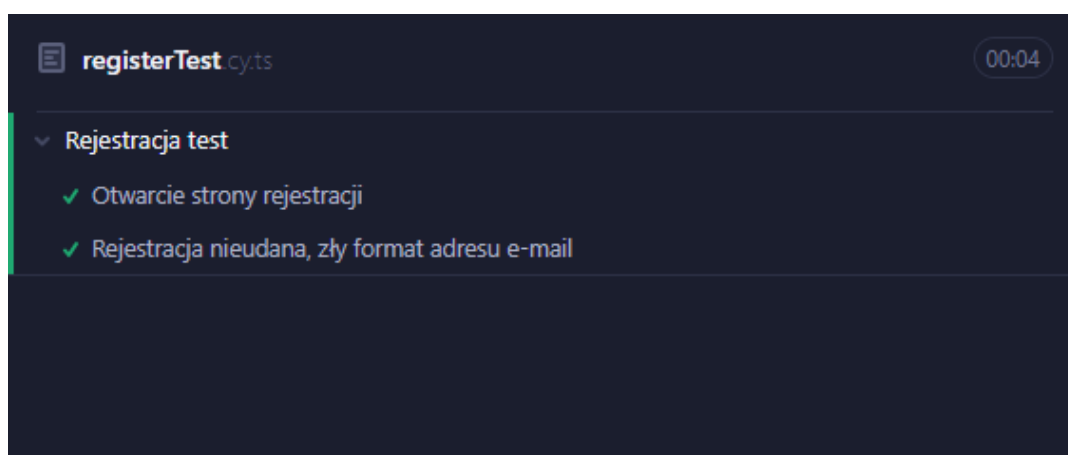 registerTest.cy.ts 00:04
Rejestracja test
Otwarcie strony rejestracji
Rejestracja nieudana, zły format adresu e-mail